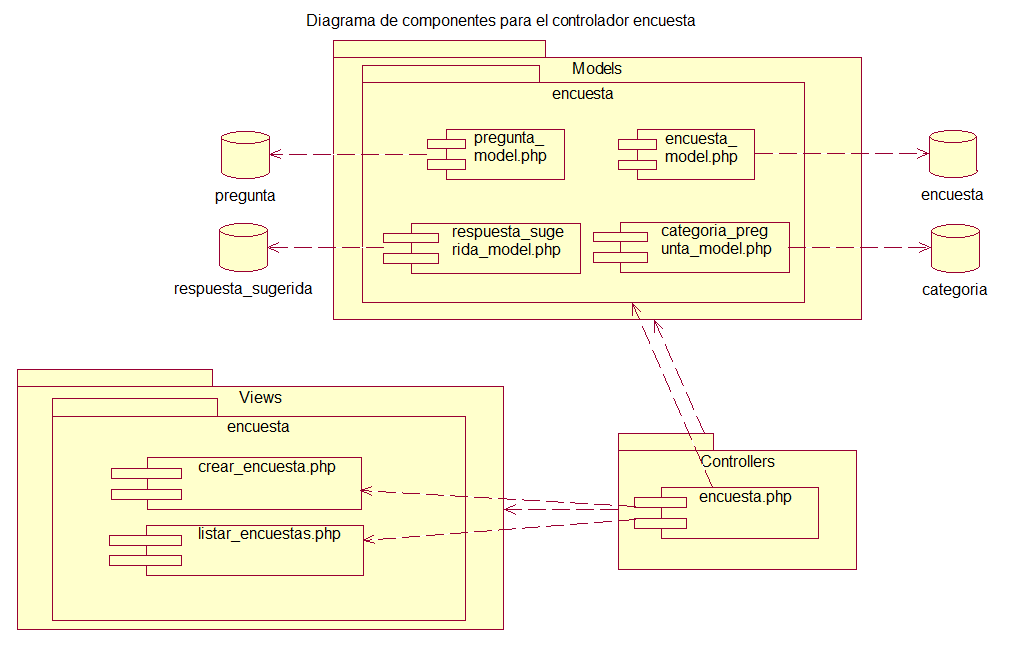 Diagrama de componentes para el controlador encuesta
Models
encuesta
pregunta_
model.php
encuesta_
model.php
pregunta
encuesta
respuesta_suge
rida_model.php
categoria_preg
unta_model.php
respuesta_sugerida
categoria
Views
encuesta
crear_encuesta.php
listar_encuestas.php
Controllers
encuesta.php